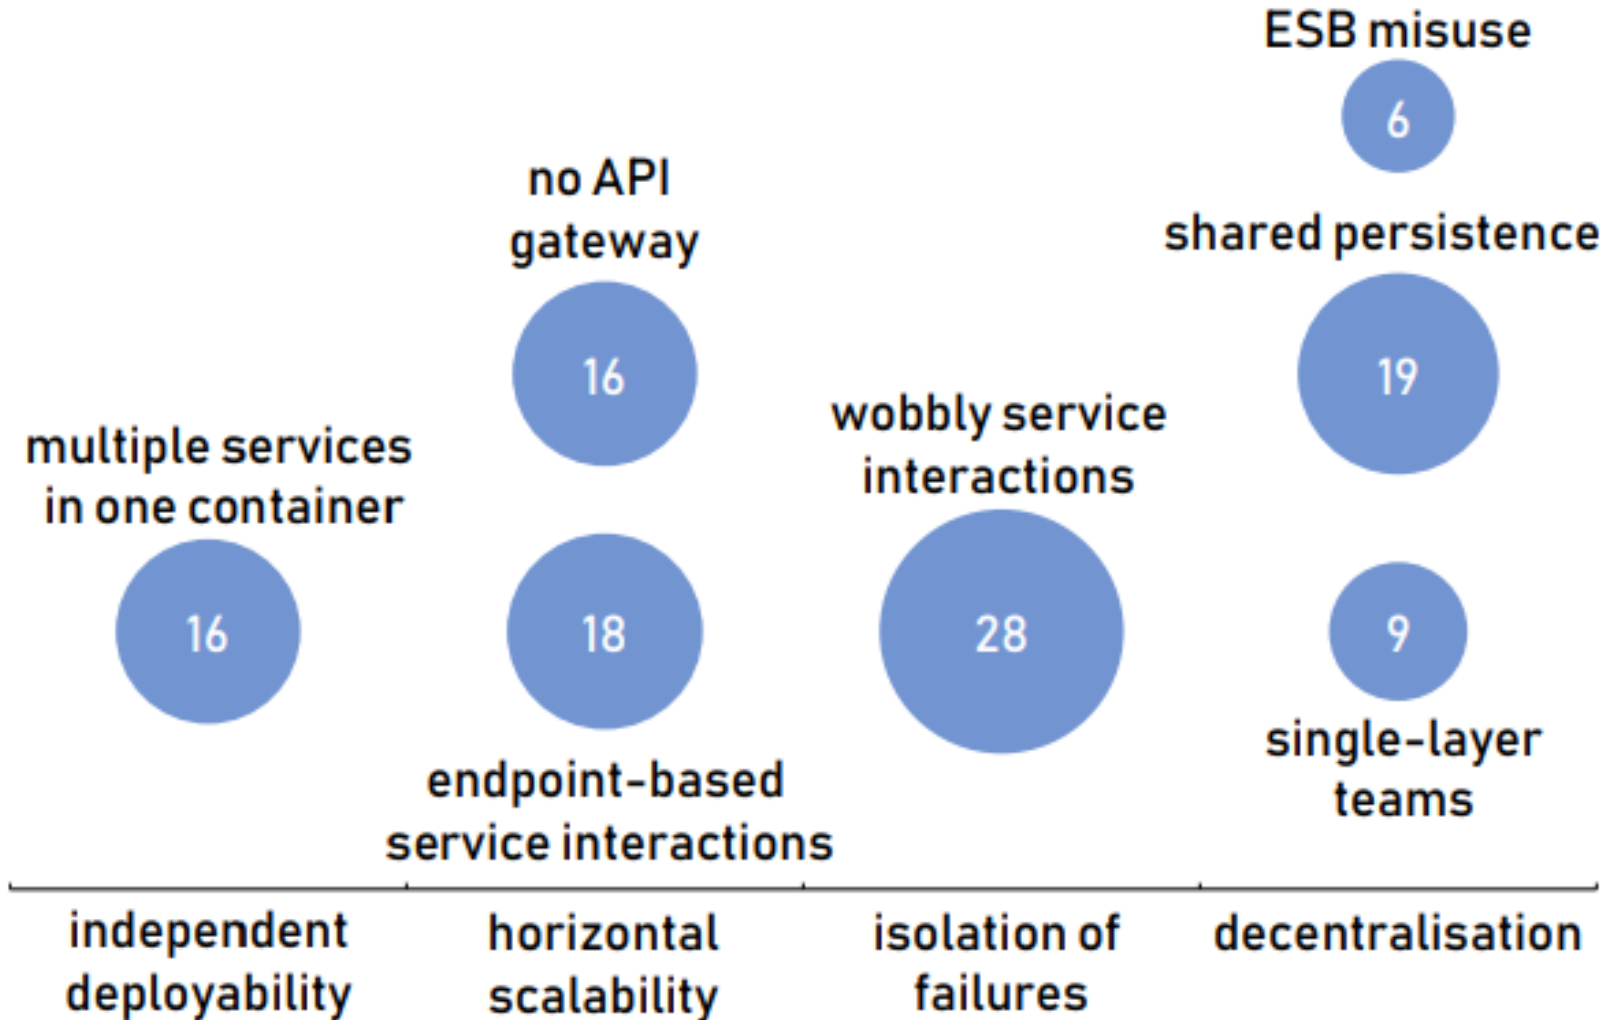 ESB misuse
6
no API
gateway
16
shared persistence
19
multiple services
in one container
16
wobbly service
interactions
28
18
endpoint-based
service interactions
9
single-layer
teams
independent
deployability
horizontal
scalability
isolation of
failures
decentralisation